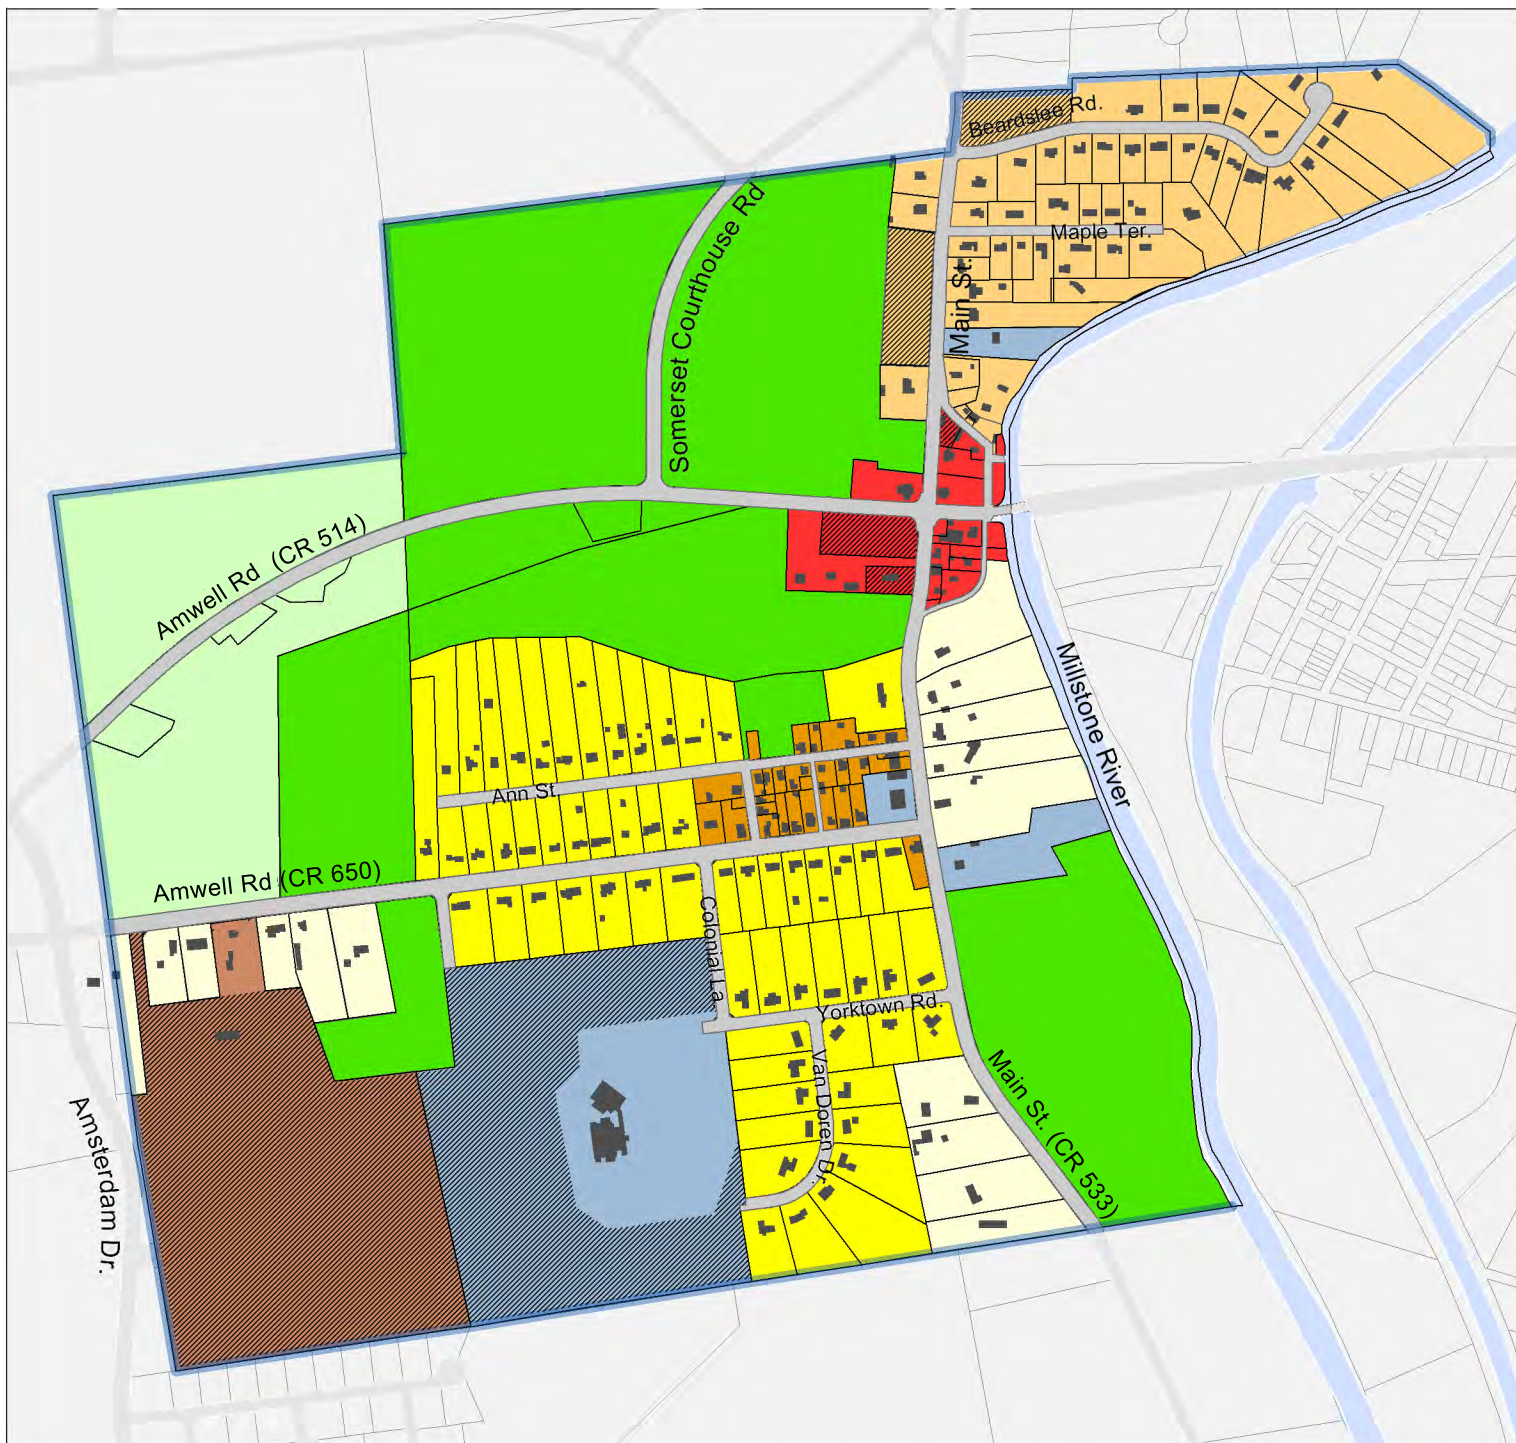 Beardslee Rd.
Maple Ter.
Main St.
Somerset Courthouse Rd
Amwell Rd (CR 514)
Millstone River
Ann St
Amwell Rd (CR 650)
Colonial La.
Yorktown Rd.
Van Doren Dr.
Main St. (CR 533)
Amsterdam Dr.